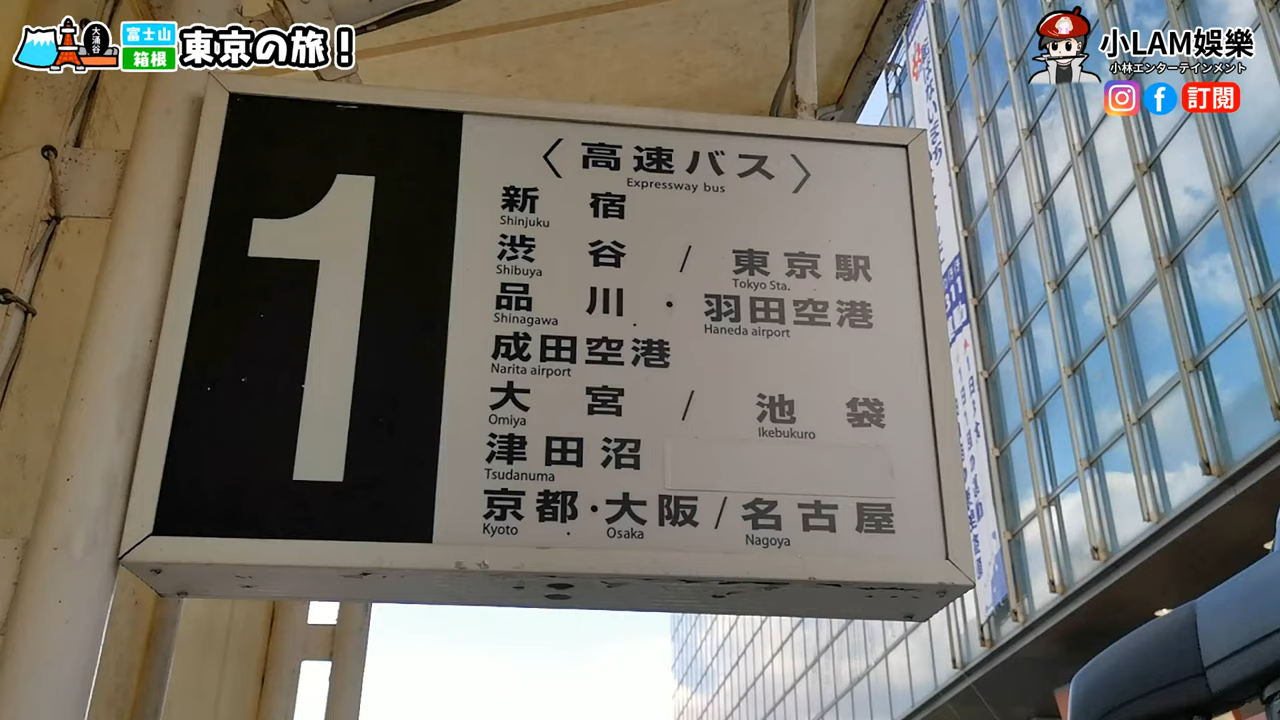 大涌谷
富士山
箱根
東京の旅！
小LAM娯樂
小林エンターテインメント
訂閱
1
〈高速バス〉
Expressway bus
新宿
Shinjuku
渋谷 / 東京駅
Shibuya Tokyo Sta.
品川・羽田空港
Shinagawa Haneda airport
成田空港
Narita airport
大宮 / 池袋
Omiya Ikebukuro
津田沼
Tsudanuma
京都・大阪 / 名古屋
Kyoto Osaka Nagoya